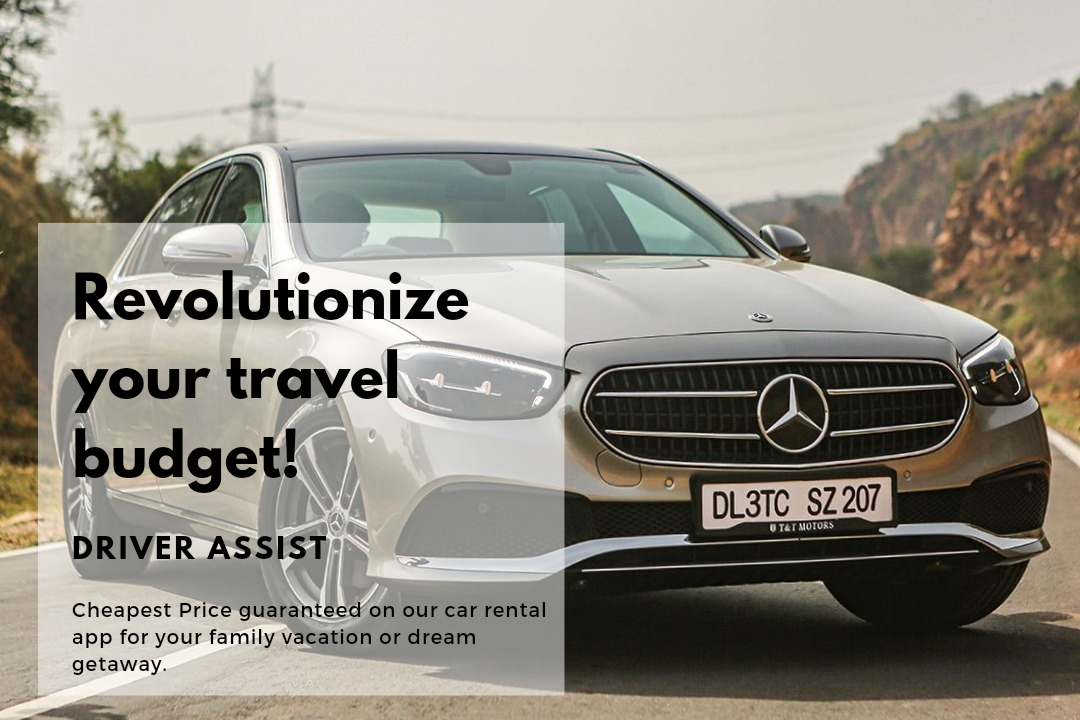 Revolutionize
your travel
budget!
DRIVER ASSIST
Cheapest Price guaranteed on our car rental
app for your family vacation or dream
getaway.
DL3TC SZ 207
T&T MOTORS